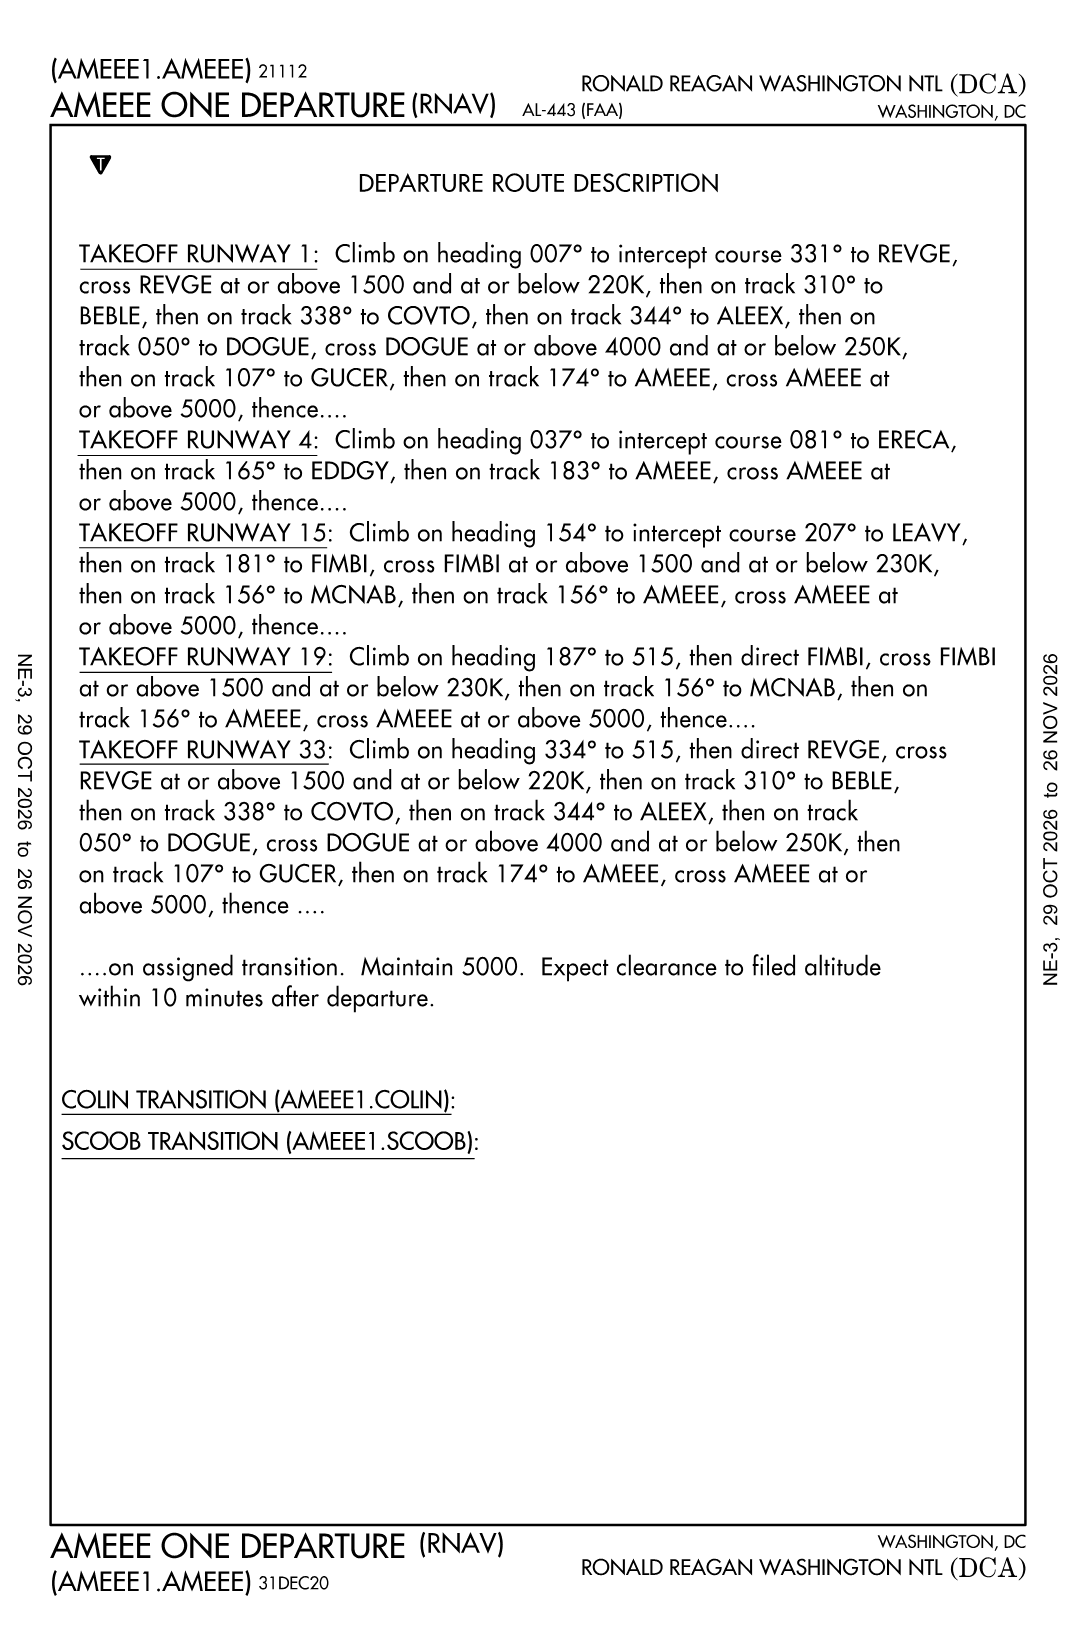 (AMEEE1.AMEEE) 21112
AMEEE ONE DEPARTURE (RNAV)
AL-443 (FAA)
RONALD REAGAN WASHINGTON NTL (DCA)
WASHINGTON, DC
T
DEPARTURE ROUTE DESCRIPTION
TAKEOFF RUNWAY 1: Climb on heading 007° to intercept course 331° to REVGE,
cross REVGE at or above 1500 and at or below 220K, then on track 310° to
BEBLE, then on track 338° to COVTO, then on track 344° to ALEEX, then on
track 050° to DOGUE, cross DOGUE at or above 4000 and at or below 250K,
then on track 107° to GUCER, then on track 174° to AMEEE, cross AMEEE at
or above 5000, thence....
TAKEOFF RUNWAY 4: Climb on heading 037° to intercept course 081° to ERECA,
then on track 165° to EDDGY, then on track 183° to AMEEE, cross AMEEE at
or above 5000, thence....
TAKEOFF RUNWAY 15: Climb on heading 154° to intercept course 207° to LEAVY,
then on track 181° to FIMBI, cross FIMBI at or above 1500 and at or below 230K,
then on track 156° to MCNAB, then on track 156° to AMEEE, cross AMEEE at
or above 5000, thence....
TAKEOFF RUNWAY 19: Climb on heading 187° to 515, then direct FIMBI, cross FIMBI
at or above 1500 and at or below 230K, then on track 156° to MCNAB, then on
track 156° to AMEEE, cross AMEEE at or above 5000, thence....
TAKEOFF RUNWAY 33: Climb on heading 334° to 515, then direct REVGE, cross
REVGE at or above 1500 and at or below 220K, then on track 310° to BEBLE,
then on track 338° to COVTO, then on track 344° to ALEEX, then on track
050° to DOGUE, cross DOGUE at or above 4000 and at or below 250K, then
on track 107° to GUCER, then on track 174° to AMEEE, cross AMEEE at or
above 5000, thence ....
....on assigned transition. Maintain 5000. Expect clearance to filed altitude
within 10 minutes after departure.
COLIN TRANSITION (AMEEE1.COLIN):
SCOOB TRANSITION (AMEEE1.SCOOB):
NE-3, 29 OCT 2026 to 26 NOV 2026
NE-3, 29 OCT 2026 to 26 NOV 2026
AMEEE ONE DEPARTURE (RNAV)
(AMEEE1.AMEEE) 31DEC20
WASHINGTON, DC
RONALD REAGAN WASHINGTON NTL (DCA)